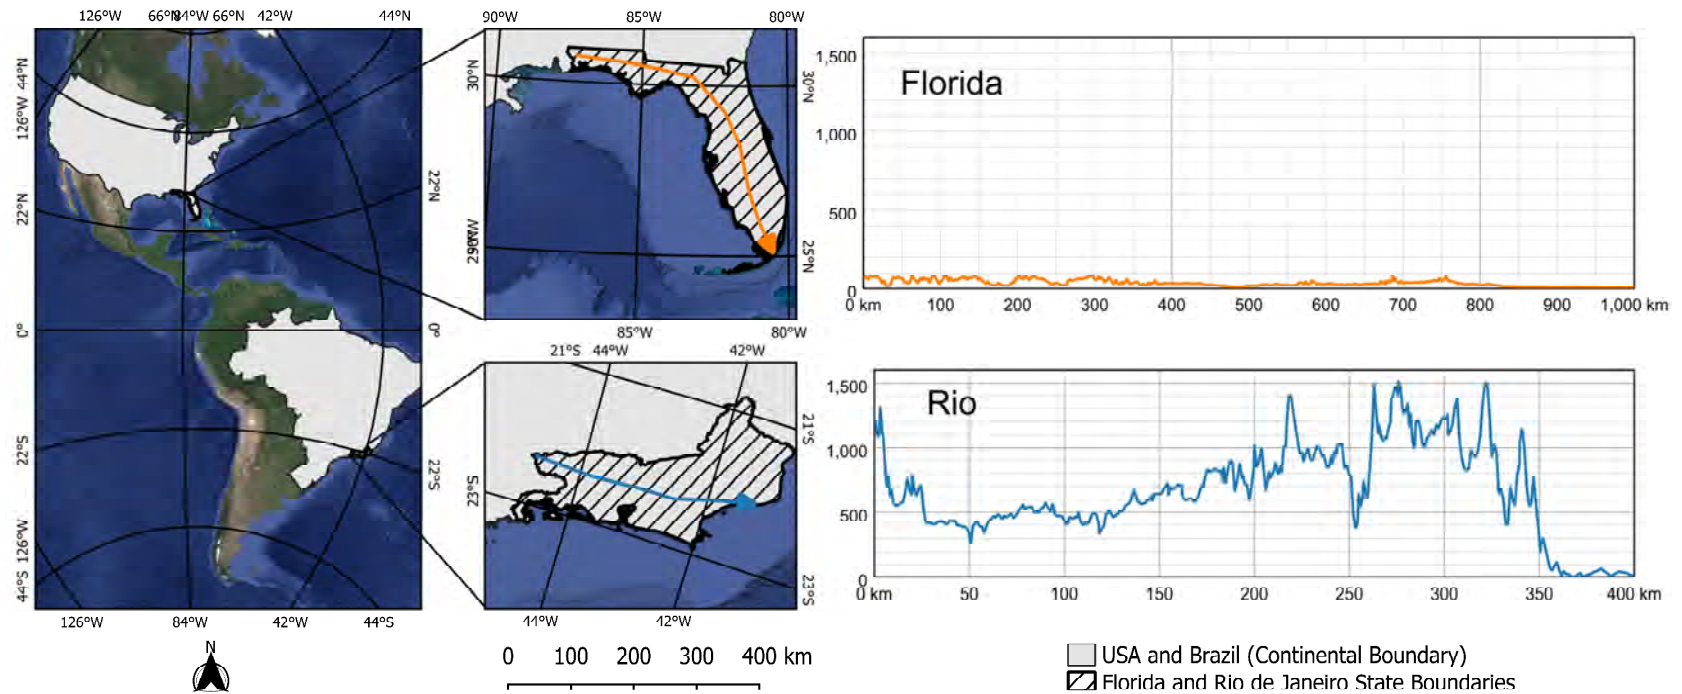 126°W 66°N 84°W 66°N 42°W 44°N
44°N
126°W
22°N
0°
22°S
126°W
44°S
22°N
0°
22°S
126°W 84°W 42°W 44°S
N
90°W 85°W 80°W
30°N
30°N
25°N
85°W 80°W
21°S 44°W 42°W
21°S
23°S
23°S
0 100 200 300 400 km
Florida
1,500
1,000
500
0
0 km 100 200 300 400 500 600 700 800 900 1,000 km
Rio
1,500
1,000
500
0
0 km 50 100 150 200 250 300 350 400 km
USA and Brazil (Continental Boundary)
Florida and Rio de Janeiro State Boundaries